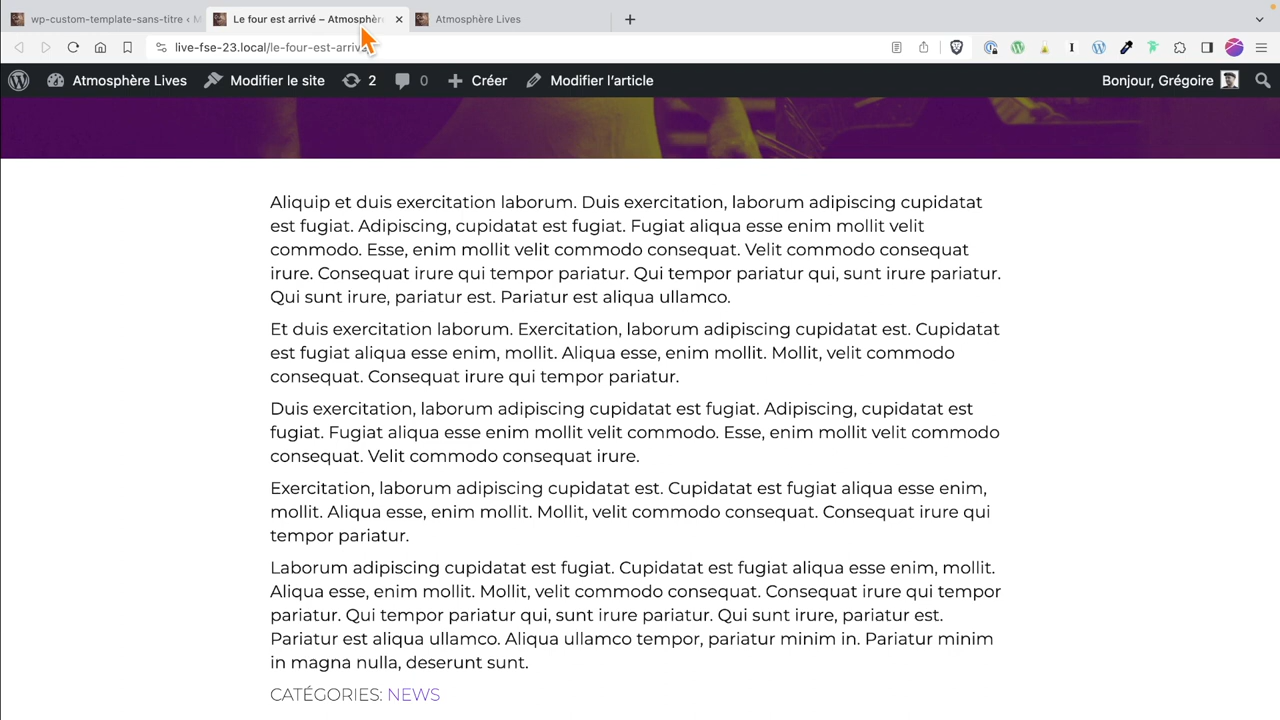 wp-custom-template-sans-titre ‹ M
Le four est arrivé – Atmosphèr
Atmosphère Lives
live-fse-23.local/le-four-est-arriv
Atmosphère Lives
Modifier le site
2
0
Créer
Modifier l’article
Bonjour, Grégoire
Aliquip et duis exercitation laborum. Duis exercitation, laborum adipiscing cupidatat
est fugiat. Adipiscing, cupidatat est fugiat. Fugiat aliqua esse enim mollit velit
commodo. Esse, enim mollit velit commodo consequat. Velit commodo consequat
irure. Consequat irure qui tempor pariatur. Qui tempor pariatur qui, sunt irure pariatur.
Qui sunt irure, pariatur est. Pariatur est aliqua ullamco.
Et duis exercitation laborum. Exercitation, laborum adipiscing cupidatat est. Cupidatat
est fugiat aliqua esse enim, mollit. Aliqua esse, enim mollit. Mollit, velit commodo
consequat. Consequat irure qui tempor pariatur.
Duis exercitation, laborum adipiscing cupidatat est fugiat. Adipiscing, cupidatat est
fugiat. Fugiat aliqua esse enim mollit velit commodo. Esse, enim mollit velit commodo
consequat. Velit commodo consequat irure.
Exercitation, laborum adipiscing cupidatat est. Cupidatat est fugiat aliqua esse enim,
mollit. Aliqua esse, enim mollit. Mollit, velit commodo consequat. Consequat irure qui
tempor pariatur.
Laborum adipiscing cupidatat est fugiat. Cupidatat est fugiat aliqua esse enim, mollit.
Aliqua esse, enim mollit. Mollit, velit commodo consequat. Consequat irure qui tempor
pariatur. Qui tempor pariatur qui, sunt irure pariatur. Qui sunt irure, pariatur est.
Pariatur est aliqua ullamco. Aliqua ullamco tempor, pariatur minim in. Pariatur minim
in magna nulla, deserunt sunt.
CATÉGORIES: NEWS